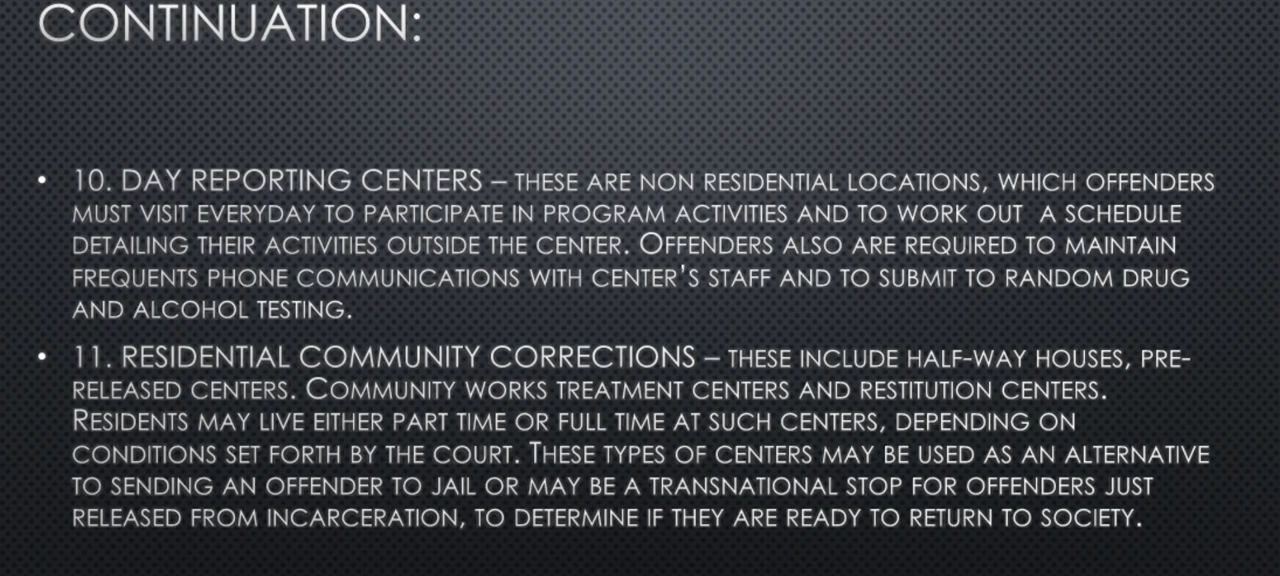 CONTINUATION:
• 10. DAY REPORTING CENTERS – THESE ARE NON RESIDENTIAL LOCATIONS, WHICH OFFENDERS
MUST VISIT EVERYDAY TO PARTICIPATE IN PROGRAM ACTIVITIES AND TO WORK OUT A SCHEDULE
DETAILING THEIR ACTIVITIES OUTSIDE THE CENTER. OFFENDERS ALSO ARE REQUIRED TO MAINTAIN
FREQUENTS PHONE COMMUNICATIONS WITH CENTER'S STAFF AND TO SUBMIT TO RANDOM DRUG
AND ALCOHOL TESTING.
• 11. RESIDENTIAL COMMUNITY CORRECTIONS – THESE INCLUDE HALF-WAY HOUSES, PRE-
RELEASED CENTERS. COMMUNITY WORKS TREATMENT CENTERS AND RESTITUTION CENTERS.
RESIDENTS MAY LIVE EITHER PART TIME OR FULL TIME AT SUCH CENTERS, DEPENDING ON
CONDITIONS SET FORTH BY THE COURT. THESE TYPES OF CENTERS MAY BE USED AS AN ALTERNATIVE
TO SENDING AN OFFENDER TO JAIL OR MAY BE A TRANSNATIONAL STOP FOR OFFENDERS JUST
RELEASED FROM INCARCERATION, TO DETERMINE IF THEY ARE READY TO RETURN TO SOCIETY.